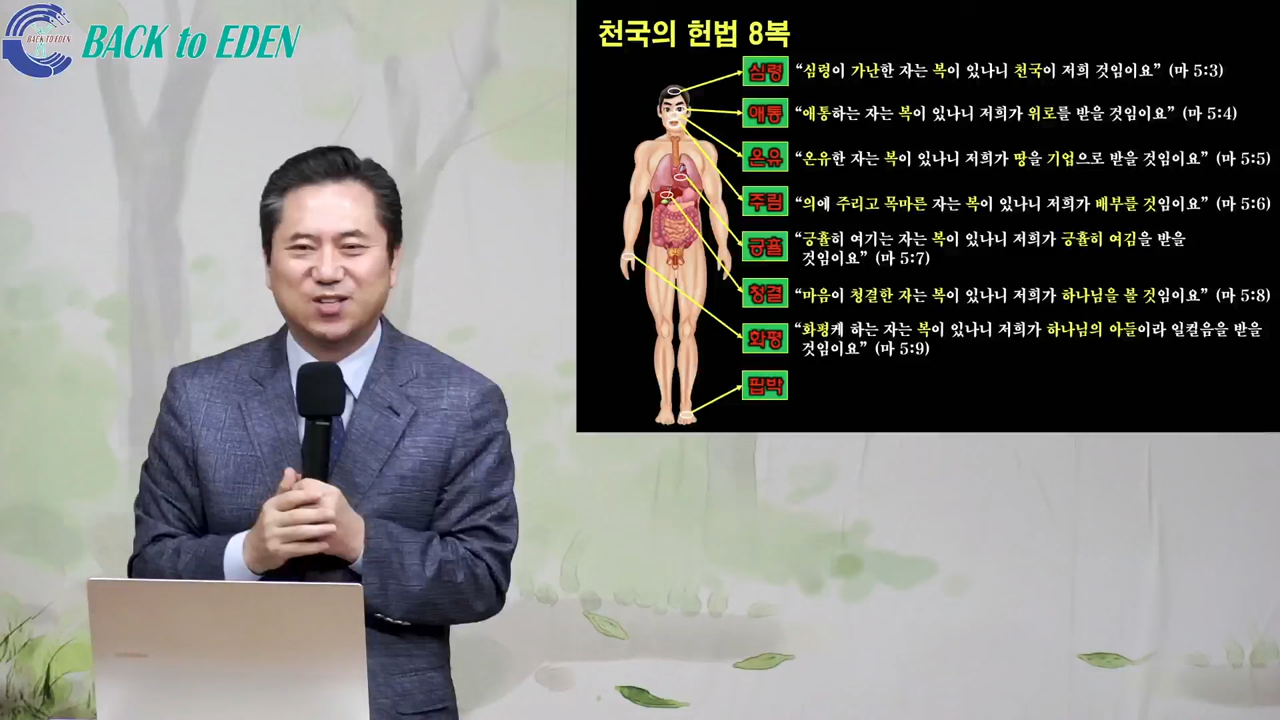 BACK TO EDEN
BACK to EDEN
천국의 헌법 8복
심령
“심령이 가난한 자는 복이 있나니 천국이 저희 것임이요” (마 5:3)
애통
“애통하는 자는 복이 있나니 저희가 위로를 받을 것임이요” (마 5:4)
온유
“온유한 자는 복이 있나니 저희가 땅을 기업으로 받을 것임이요” (마 5:5)
주림
“의에 주리고 목마른 자는 복이 있나니 저희가 배부를 것임이요” (마 5:6)
긍휼
“긍휼히 여기는 자는 복이 있나니 저희가 긍휼히 여김을 받을
것임이요” (마 5:7)
청결
“마음이 청결한 자는 복이 있나니 저희가 하나님을 볼 것임이요” (마 5:8)
화평
“화평케 하는 자는 복이 있나니 저희가 하나님의 아들이라 일컬음을 받을
것임이요” (마 5:9)
핍박